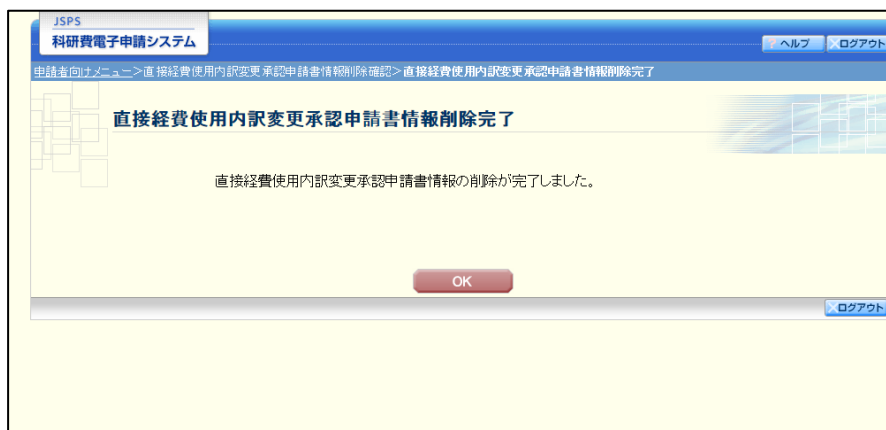 JSPS
科研費電子申請システム
? ヘルプ ×ログアウト
申請者向けメニュー>直接経費使用内訳変更承認申請書情報削除確認>直接経費使用内訳変更承認申請書情報削除完了
直接経費使用内訳変更承認申請書情報削除完了
直接経費使用内訳変更承認申請書情報の削除が完了しました。
OK
×ログアウト